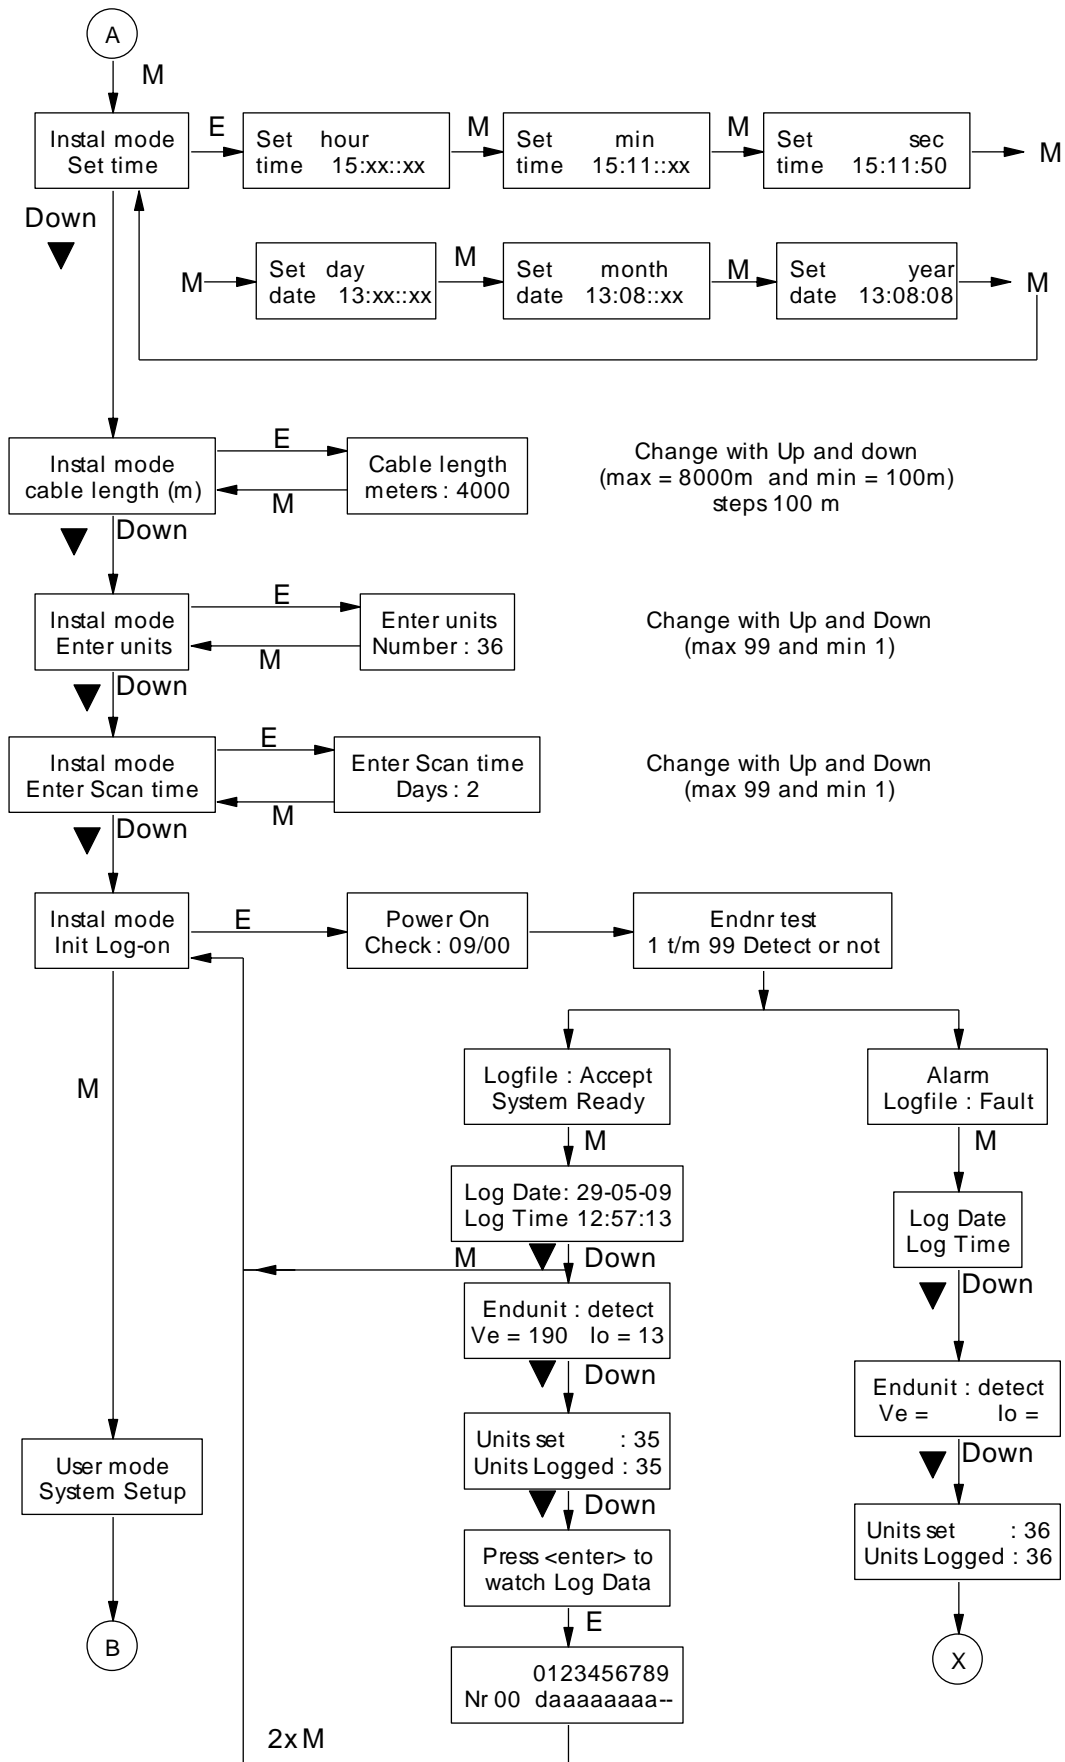 A
M
Instal mode
Set time
E
Set hour
time 15:xx::xx
M
Set min
time 15:11::xx
M
Set sec
time 15:11:50
M
Down
M
Set day
date 13:xx::xx
M
Set month
date 13:08::xx
M
Set year
date 13:08:08
M
Instal mode
cable length (m)
E
M
Cable length
meters : 4000
Change with Up and down
(max = 8000m and min = 100m)
steps 100 m
Down
Instal mode
Enter units
E
M
Enter units
Number : 36
Change with Up and Down
(max 99 and min 1)
Down
Instal mode
Enter Scan time
E
M
Enter Scan time
Days : 2
Change with Up and Down
(max 99 and min 1)
Down
Instal mode
Init Log-on
E
Power On
Check : 09/00
Endnr test
1 t/m 99 Detect or not
M
Logfile : Accept
System Ready
M
Log Date: 29-05-09
Log Time 12:57:13
M
Down
Endunit : detect
Ve = 190 Io = 13
Down
Units set : 35
Units Logged : 35
Down
Press <enter> to
watch Log Data
E
0123456789
Nr 00 daaaaaaaa--
2x M
Alarm
Logfile : Fault
M
Log Date
Log Time
Down
Endunit : detect
Ve = Io =
Down
Units set : 36
Units Logged : 36
X
User mode
System Setup
B